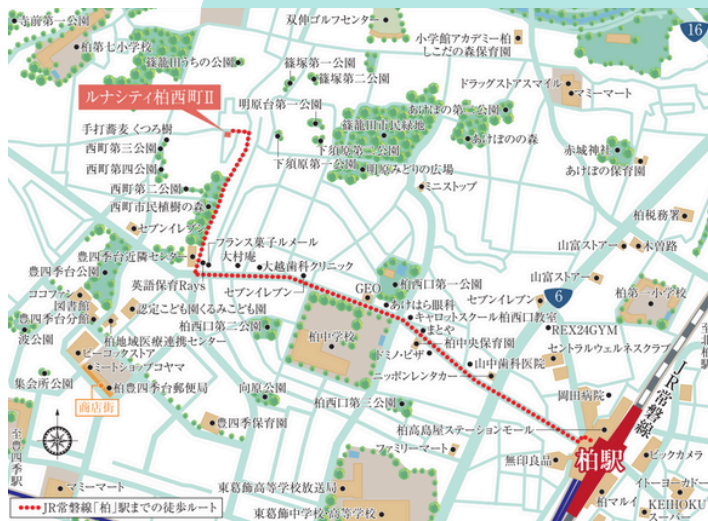 寺前第一公園
柏第七小学校
双伸ゴルフセンター
小学館アカデミー柏
しこだの森保育園
16
篠籠田うちの公園
篠塚第一公園
篠塚第二公園
ドラッグストアスマイル
マミーマート
ルナシティ柏西町II
明原台第一公園
あけぼの第二公園
篠籠田市民緑地
手打蕎麦 くつろ樹
西町第三公園
下須原第二公園
下須原第一公園
あけぼのの森
赤城神社
西町第四公園
明原みどりの広場
あけぼの保育園
西町第二公園
ミニストップ
西町市民植樹の森
柏税務署
セブンイレブン
フランス菓子ルメール
山富ストアー
木曽路
豊四季台近隣センター
大村庵
豊四季台公園
大越歯科クリニック
英語保育Rays
GEO
柏西口第一公園
山富ストアー
ココファン
セブンイレブン
あけはら眼科
セブンイレブン
6
柏第一小学校
図書館
豊四季台分館
認定こども園くるみこども園
キャロットスクール柏西口教室
まとや
REX24GYM
波公園
柏地域医療連携センター
柏西口第二公園
柏中学校
柏中央保育園
セントラルウェルネスクラブ
ピーコックストア
ドミノ・ピザ
山中歯科医院
ミートショップコヤマ
ニッポンレンタカー
JR常磐線
至北柏駅
集会所公園
柏豊四季台郵便局
向原公園
岡田病院
商店街
柏西口第三公園
豊四季保育園
柏高島屋ステーションモール
至豊四季駅
ファミリーマート
無印良品
柏駅
ビックカメラ
マミーマート
東葛飾高等学校放送局
イトーヨーカドー
柏マルイ
KEIHOKU
スーパー
JR常磐線「柏」駅までの徒歩ルート
東葛飾中学校
東葛飾高等学校